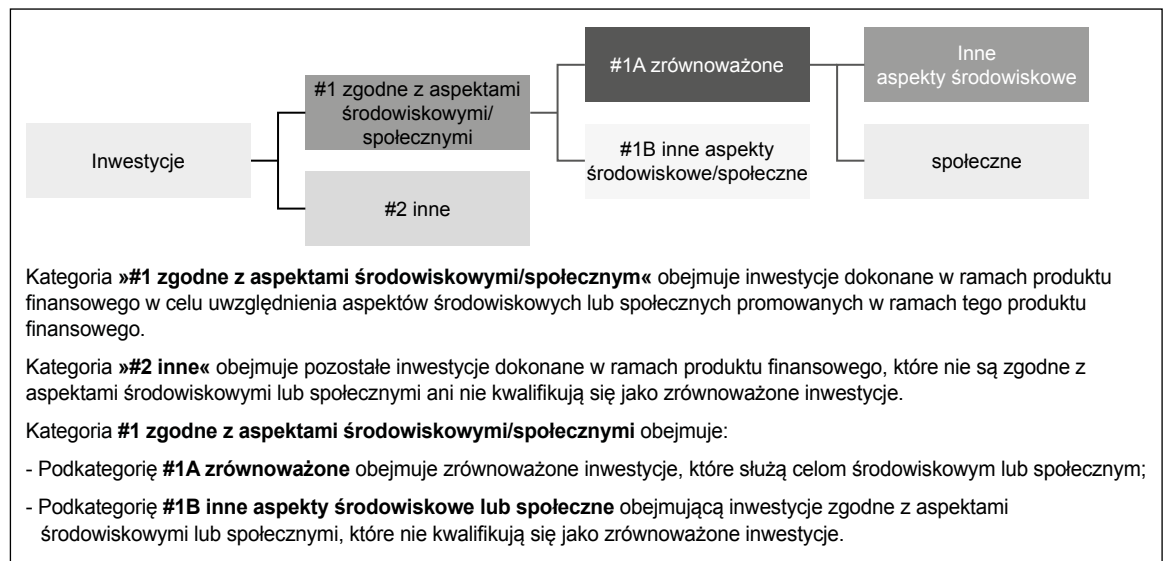 Inwestycje
#1 zgodne z aspektami
środowiskowymi/
społecznymi
#2 inne
#1A zrównoważone
#1B inne aspekty
środowiskowe/społeczne
Inne
aspekty środowiskowe
społeczne
Kategoria »#1 zgodne z aspektami środowiskowymi/społecznym« obejmuje inwestycje dokonane w ramach produktu
finansowego w celu uwzględnienia aspektów środowiskowych lub społecznych promowanych w ramach tego produktu
finansowego.
Kategoria »#2 inne« obejmuje pozostałe inwestycje dokonane w ramach produktu finansowego, które nie są zgodne z
aspektami środowiskowymi lub społecznymi ani nie kwalifikują się jako zrównoważone inwestycje.
Kategoria #1 zgodne z aspektami środowiskowymi/społecznymi obejmuje:
- Podkategorię #1A zrównoważone obejmuje zrównoważone inwestycje, które służą celom środowiskowym lub społecznym;
- Podkategorię #1B inne aspekty środowiskowe lub społeczne obejmującą inwestycje zgodne z aspektami
środowiskowymi lub społecznymi, które nie kwalifikują się jako zrównoważone inwestycje.